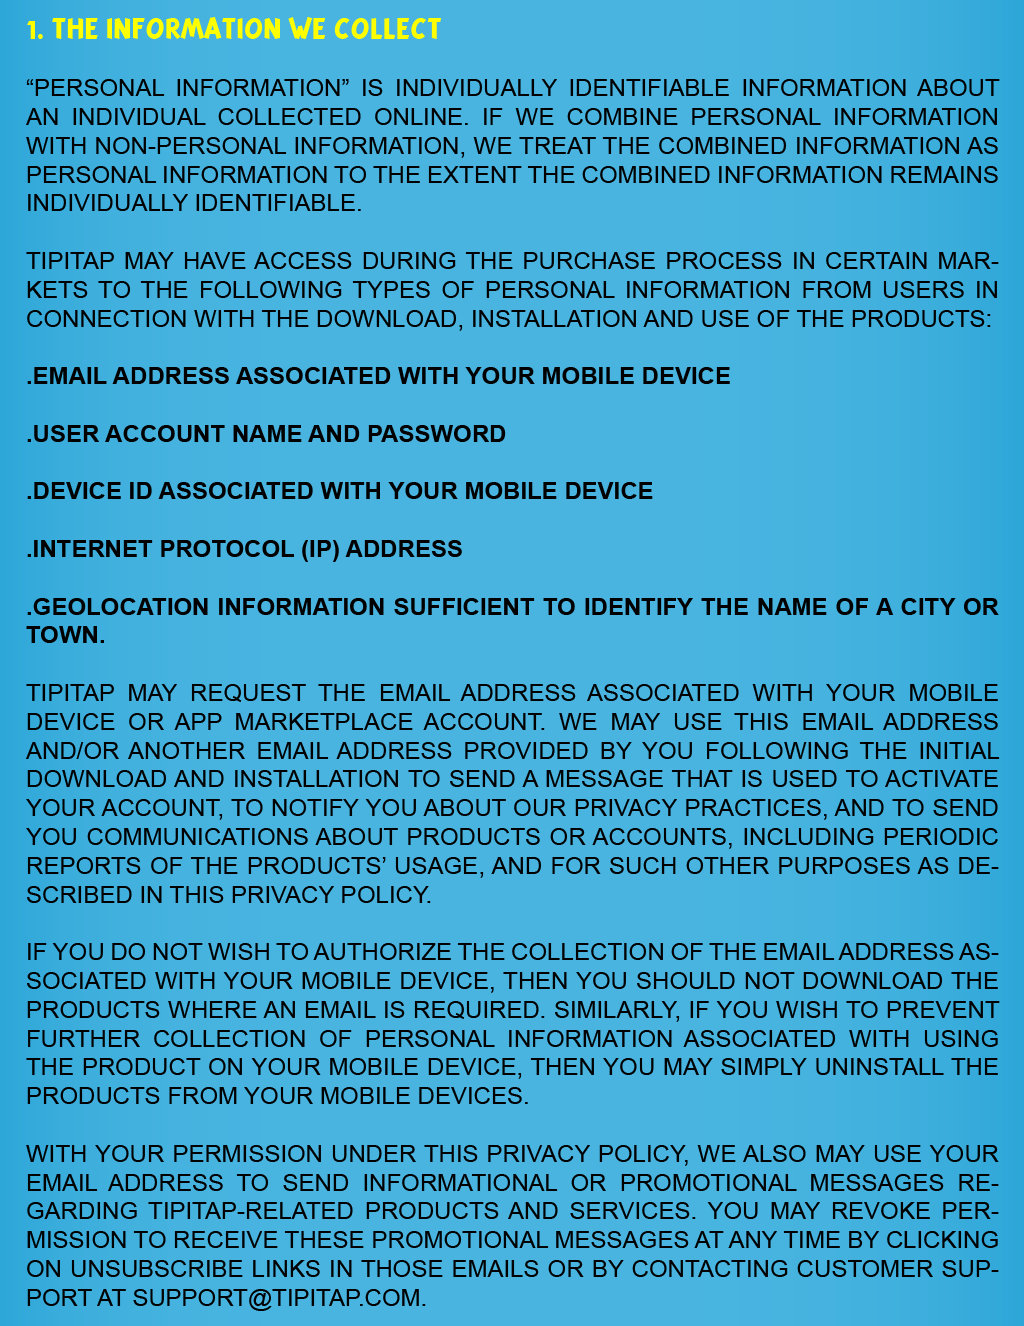 1. THE INFORMATION WE COLLECT
“PERSONAL INFORMATION” IS INDIVIDUALLY IDENTIFIABLE INFORMATION ABOUT
AN INDIVIDUAL COLLECTED ONLINE. IF WE COMBINE PERSONAL INFORMATION
WITH NON-PERSONAL INFORMATION, WE TREAT THE COMBINED INFORMATION AS
PERSONAL INFORMATION TO THE EXTENT THE COMBINED INFORMATION REMAINS
INDIVIDUALLY IDENTIFIABLE.
TIPITAP MAY HAVE ACCESS DURING THE PURCHASE PROCESS IN CERTAIN MAR-
KETS TO THE FOLLOWING TYPES OF PERSONAL INFORMATION FROM USERS IN
CONNECTION WITH THE DOWNLOAD, INSTALLATION AND USE OF THE PRODUCTS:
.EMAIL ADDRESS ASSOCIATED WITH YOUR MOBILE DEVICE
.USER ACCOUNT NAME AND PASSWORD
.DEVICE ID ASSOCIATED WITH YOUR MOBILE DEVICE
.INTERNET PROTOCOL (IP) ADDRESS
.GEOLOCATION INFORMATION SUFFICIENT TO IDENTIFY THE NAME OF A CITY OR
TOWN.
TIPITAP MAY REQUEST THE EMAIL ADDRESS ASSOCIATED WITH YOUR MOBILE
DEVICE OR APP MARKETPLACE ACCOUNT. WE MAY USE THIS EMAIL ADDRESS
AND/OR ANOTHER EMAIL ADDRESS PROVIDED BY YOU FOLLOWING THE INITIAL
DOWNLOAD AND INSTALLATION TO SEND A MESSAGE THAT IS USED TO ACTIVATE
YOUR ACCOUNT, TO NOTIFY YOU ABOUT OUR PRIVACY PRACTICES, AND TO SEND
YOU COMMUNICATIONS ABOUT PRODUCTS OR ACCOUNTS, INCLUDING PERIODIC
REPORTS OF THE PRODUCTS’ USAGE, AND FOR SUCH OTHER PURPOSES AS DE-
SCRIBED IN THIS PRIVACY POLICY.
IF YOU DO NOT WISH TO AUTHORIZE THE COLLECTION OF THE EMAIL ADDRESS AS-
SOCIATED WITH YOUR MOBILE DEVICE, THEN YOU SHOULD NOT DOWNLOAD THE
PRODUCTS WHERE AN EMAIL IS REQUIRED. SIMILARLY, IF YOU WISH TO PREVENT
FURTHER COLLECTION OF PERSONAL INFORMATION ASSOCIATED WITH USING
THE PRODUCT ON YOUR MOBILE DEVICE, THEN YOU MAY SIMPLY UNINSTALL THE
PRODUCTS FROM YOUR MOBILE DEVICES.
WITH YOUR PERMISSION UNDER THIS PRIVACY POLICY, WE ALSO MAY USE YOUR
EMAIL ADDRESS TO SEND INFORMATIONAL OR PROMOTIONAL MESSAGES RE-
GARDING TIPITAP-RELATED PRODUCTS AND SERVICES. YOU MAY REVOKE PER-
MISSION TO RECEIVE THESE PROMOTIONAL MESSAGES AT ANY TIME BY CLICKING
ON UNSUBSCRIBE LINKS IN THOSE EMAILS OR BY CONTACTING CUSTOMER SUP-
PORT AT SUPPORT@TIPITAP.COM.